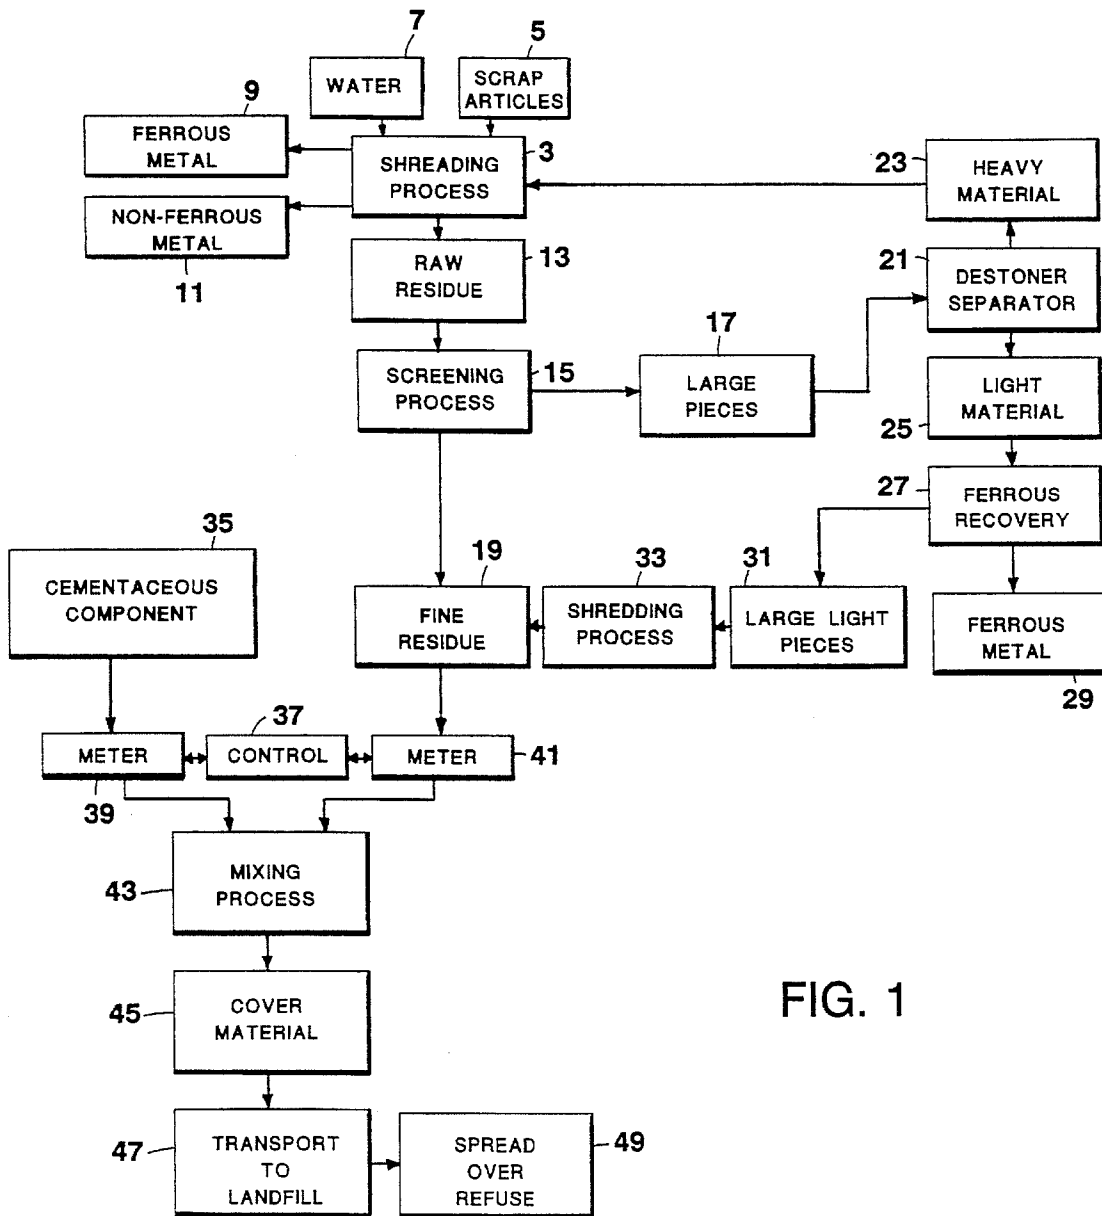 7
5
WATER
SCRAP
ARTICLES
9
FERROUS
METAL
SHREADING
PROCESS
3
23
HEAVY
MATERIAL
NON-FERROUS
METAL
11
RAW
RESIDUE
13
21
DESTONER
SEPARATOR
17
SCREENING
PROCESS
15
LARGE
PIECES
LIGHT
MATERIAL
25
27
FERROUS
RECOVERY
35
CEMENTACEOUS
COMPONENT
19
FINE
RESIDUE
33
SHREDDING
PROCESS
31
LARGE LIGHT
PIECES
FERROUS
METAL
29
37
METER
CONTROL
METER
41
39
MIXING
PROCESS
43
COVER
MATERIAL
45
FIG. 1
47
TRANSPORT
TO
LANDFILL
SPREAD
OVER
REFUSE
49